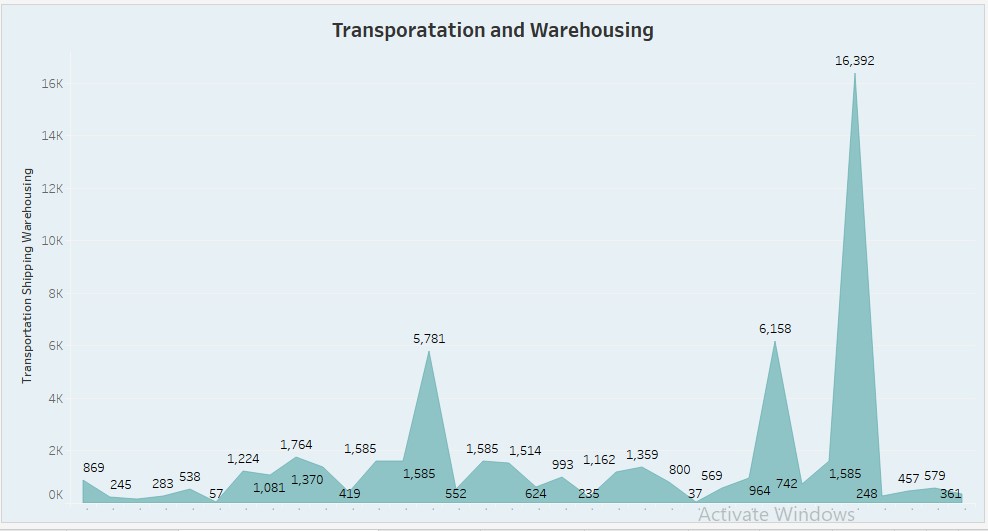 Transporatation and Warehousing
Transportation Shipping Warehousing
16K
14K
12K
10K
8K
6K
4K
2K
0K
869
245
283
538
57
1,224
1,081
1,764
1,370
419
1,585
1,585
5,781
552
1,585
1,514
624
993
235
1,162
1,359
800
37
569
964
6,158
742
1,585
16,392
248
457
579
361
Activate Windows